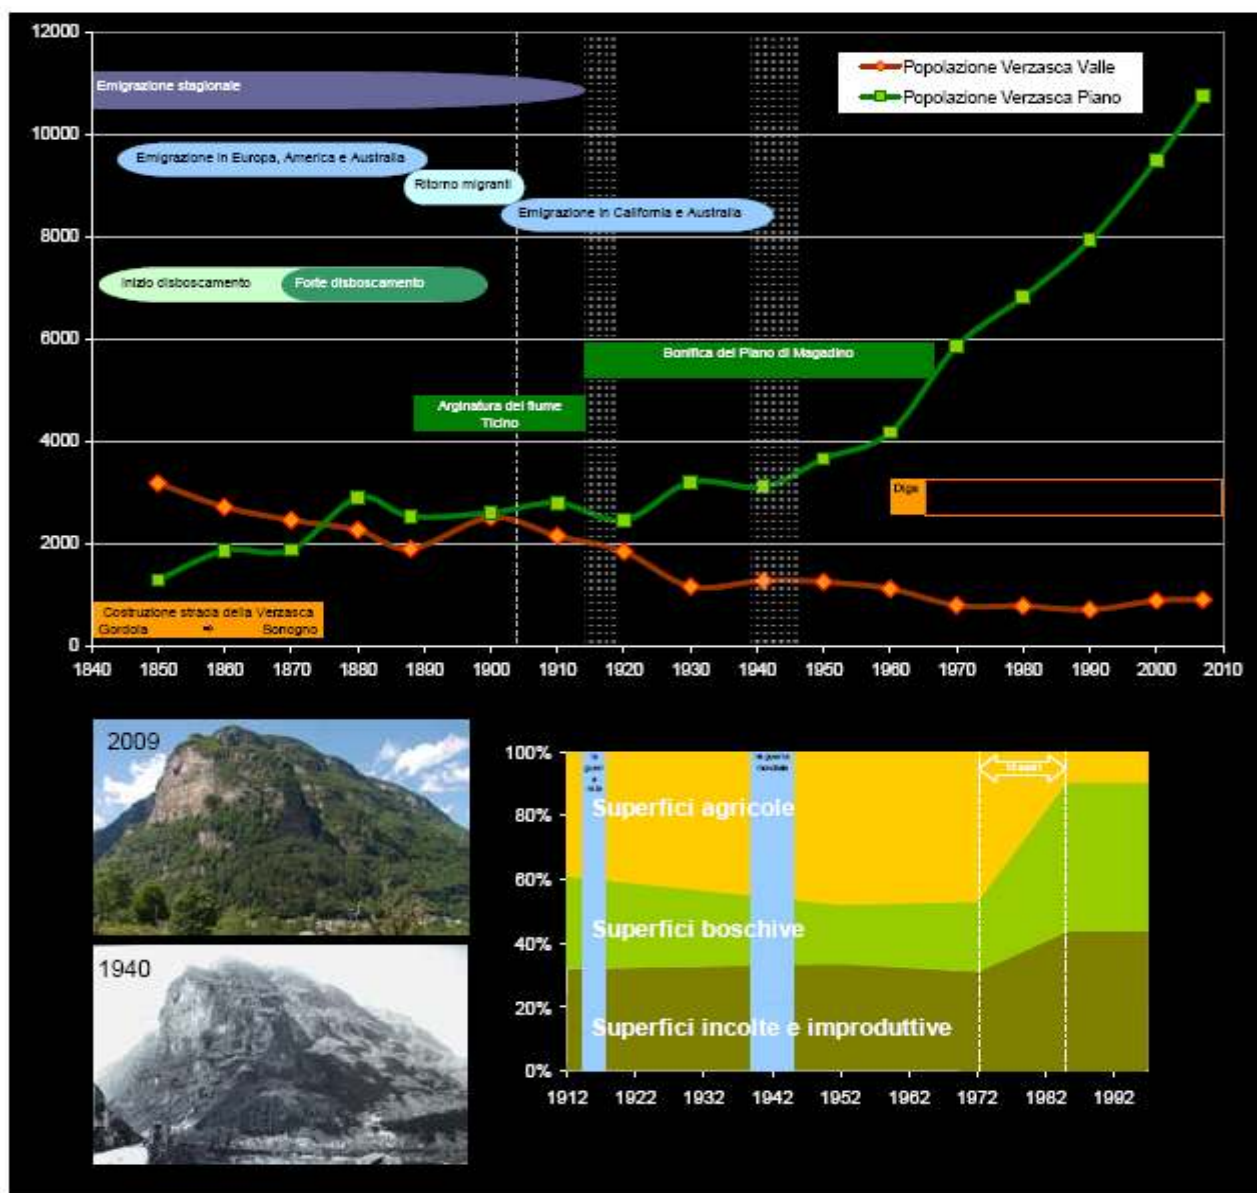 12000
10000
8000
6000
4000
2000
0
Popolazione Verzasca Valle
Popolazione Verzasca Piano
Emigrazione stagionale
Emigrazione in Europa, America e Australia
Ritorno migranti
Emigrazione in California e Australia
Inizio disboscamento
Forte disboscamento
Bonifica del Piano di Magadino
Arginatura del fiume
Ticino
Diga
Costruzione strada della Verzasca
Gordola ⇨ Sonogno
1840 1850 1860 1870 1880 1890 1900 1910 1920 1930 1940 1950 1960 1970 1980 1990 2000 2010
2009
1940
100%
80%
60%
40%
20%
0%
mondiale
Superfici agricole
Superfici boschive
Superfici incolte e improduttive
1912 1922 1932 1942 1952 1962 1972 1982 1992